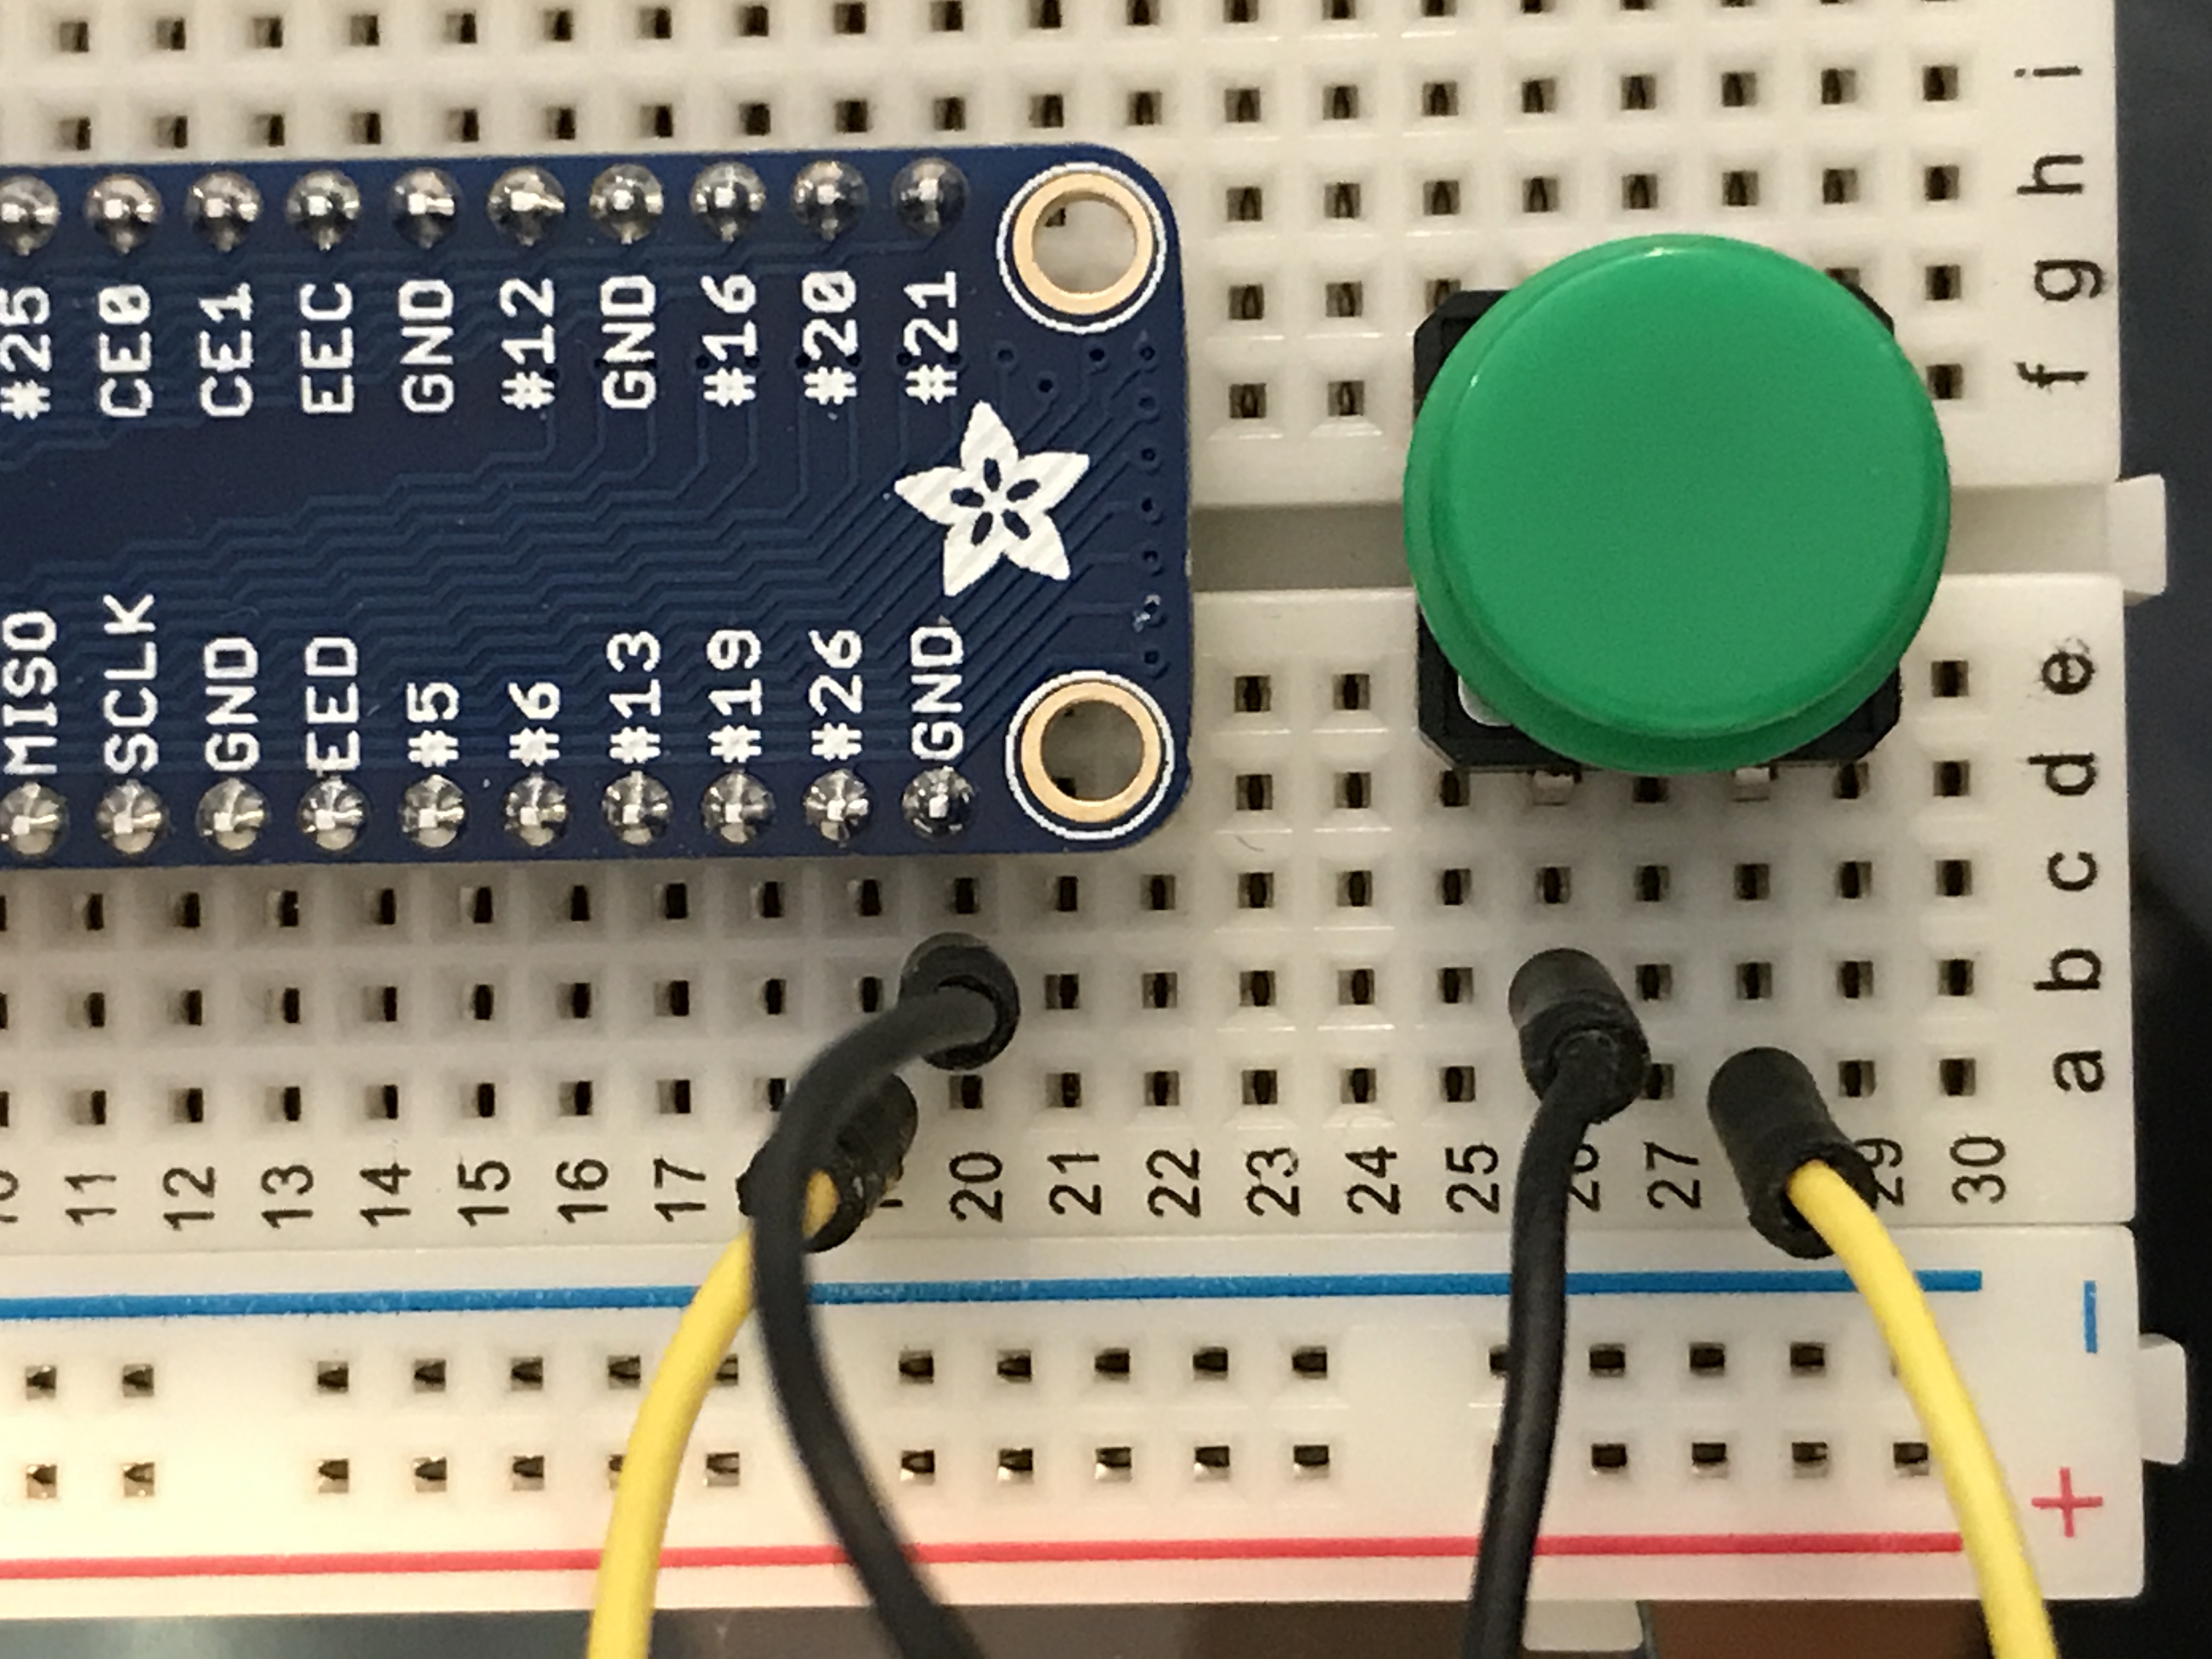 11
12
13
14
15
16
17
20
21
22
23
24
25
26
27
29
30
MISO #25
SCLK CE0
GND CE1
EED EEC
#5 GND
#6 #12
#13 GND
#19 #16
#26 #20
GND #21
+ −
a b c d e f g h i